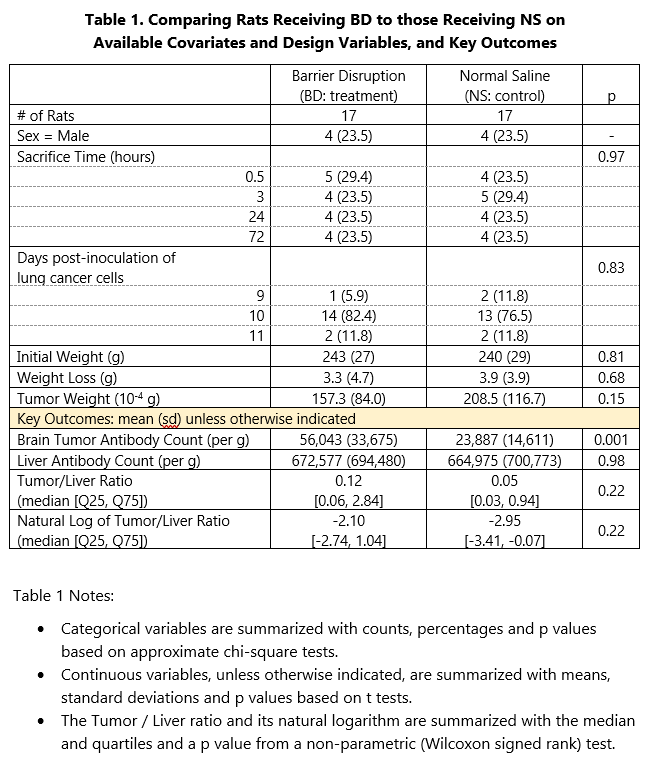 Table 1. Comparing Rats Receiving BD to those Receiving NS on
Available Covariates and Design Variables, and Key Outcomes
Barrier Disruption (BD: treatment) Normal Saline (NS: control) p
# of Rats 17 17
Sex = Male 4 (23.5) 4 (23.5) -
Sacrifice Time (hours) 0.97
0.5 5 (29.4) 4 (23.5)
3 4 (23.5) 5 (29.4)
24 4 (23.5) 4 (23.5)
72 4 (23.5) 4 (23.5)
Days post-inoculation of
lung cancer cells 0.83
9 1 (5.9) 2 (11.8)
10 14 (82.4) 13 (76.5)
11 2 (11.8) 2 (11.8)
Initial Weight (g) 243 (27) 240 (29) 0.81
Weight Loss (g) 3.3 (4.7) 3.9 (3.9) 0.68
Tumor Weight (10⁻⁴ g) 157.3 (84.0) 208.5 (116.7) 0.15
Key Outcomes: mean (sd) unless otherwise indicated
Brain Tumor Antibody Count (per g) 56,043 (33,675) 23,887 (14,611) 0.001
Liver Antibody Count (per g) 672,577 (694,480) 664,975 (700,773) 0.98
Tumor/Liver Ratio 0.12 0.05
(median [Q25, Q75]) [0.06, 2.84] [0.03, 0.94] 0.22
Natural Log of Tumor/Liver Ratio -2.10 -2.95
(median [Q25, Q75]) [-2.74, 1.04] [-3.41, -0.07] 0.22
Table 1 Notes:
• Categorical variables are summarized with counts, percentages and p values
based on approximate chi-square tests.
• Continuous variables, unless otherwise indicated, are summarized with means,
standard deviations and p values based on t tests.
• The Tumor / Liver ratio and its natural logarithm are summarized with the median
and quartiles and a p value from a non-parametric (Wilcoxon signed rank) test.